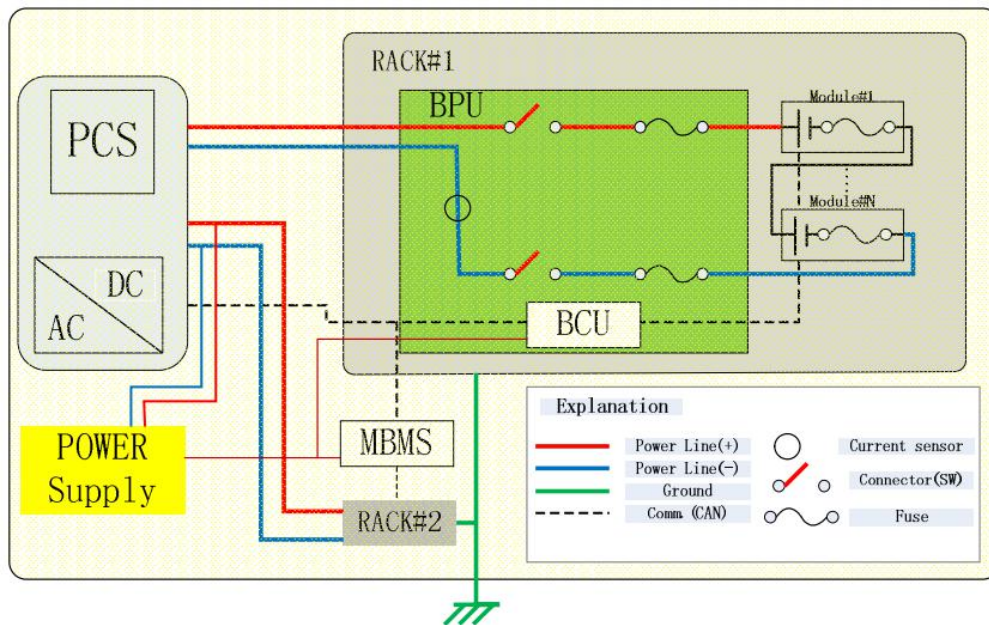 RACK#1
PCS
BPU
Module#1
Module#N
DC
AC
BCU
POWER
Supply
MBMS
RACK#2
Explanation
Power Line(+)
Power Line(-)
Ground
Comm.(CAN)
Current sensor
Connector(SW)
Fuse